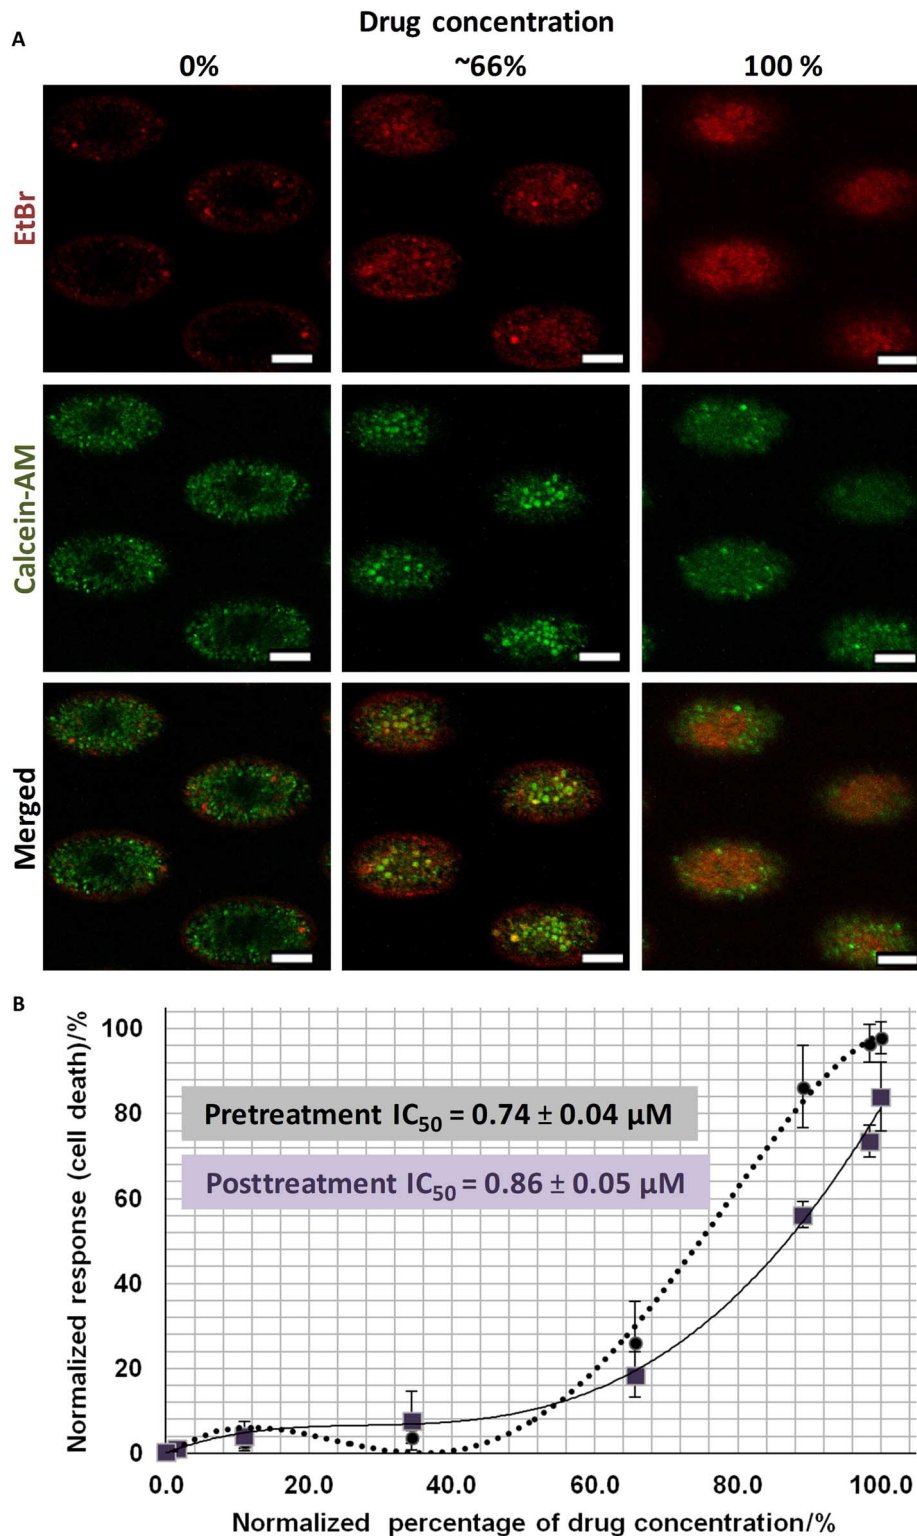 A
Drug concentration
0%
~66%
100 %
EtBr
Calcein-AM
Merged
B
Normalized response (cell death)/%
100
80
60
40
20
0
Pretreatment IC50 = 0.74 ± 0.04 μM
Posttreatment IC50 = 0.86 ± 0.05 μM
0.0 20.0 40.0 60.0 80.0 100.0
Normalized percentage of drug concentration/%